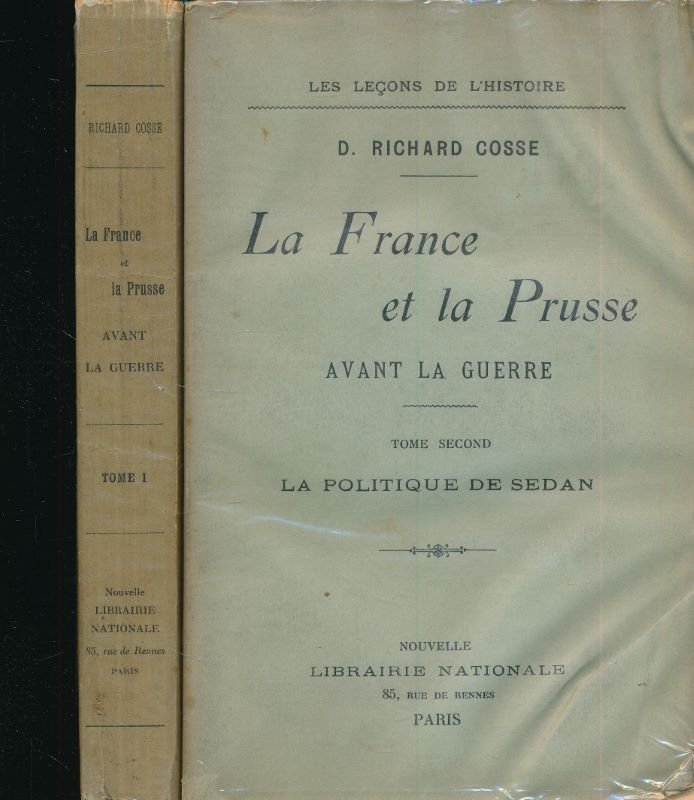 RICHARD COSSE
La France
et
la Prusse
AVANT
LA GUERRE
TOME I
Nouvelle
LIBRAIRIE
NATIONALE
85, rue de Rennes
PARIS
LES LEÇONS DE L'HISTOIRE
D. RICHARD COSSE
La France
et la Prusse
AVANT LA GUERRE
TOME SECOND
LA POLITIQUE DE SEDAN
NOUVELLE
LIBRAIRIE NATIONALE
85, RUE DE RENNES
PARIS